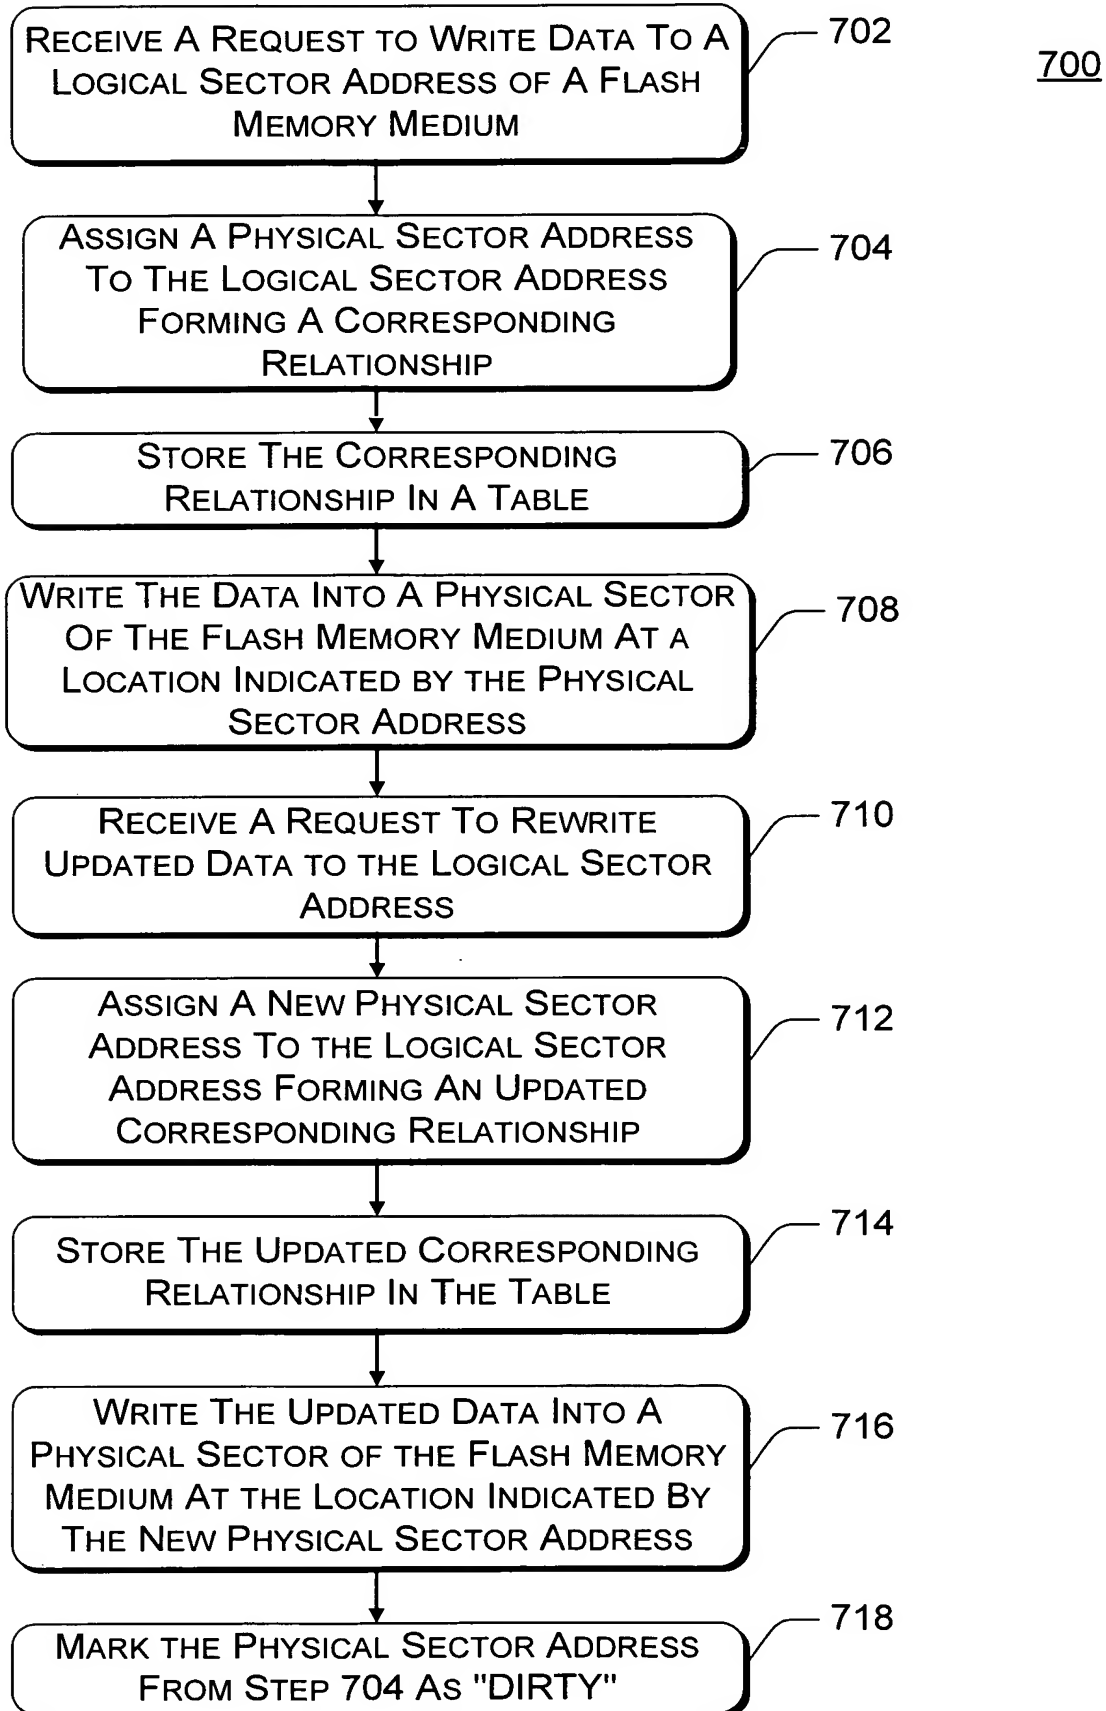 RECEIVE A REQUEST TO WRITE DATA TO A
LOGICAL SECTOR ADDRESS OF A FLASH
MEMORY MEDIUM
702
700
ASSIGN A PHYSICAL SECTOR ADDRESS
TO THE LOGICAL SECTOR ADDRESS
FORMING A CORRESPONDING
RELATIONSHIP
704
STORE THE CORRESPONDING
RELATIONSHIP IN A TABLE
706
WRITE THE DATA INTO A PHYSICAL SECTOR
OF THE FLASH MEMORY MEDIUM AT A
LOCATION INDICATED BY THE PHYSICAL
SECTOR ADDRESS
708
RECEIVE A REQUEST TO REWRITE
UPDATED DATA TO THE LOGICAL SECTOR
ADDRESS
710
ASSIGN A NEW PHYSICAL SECTOR
ADDRESS TO THE LOGICAL SECTOR
ADDRESS FORMING AN UPDATED
CORRESPONDING RELATIONSHIP
712
STORE THE UPDATED CORRESPONDING
RELATIONSHIP IN THE TABLE
714
WRITE THE UPDATED DATA INTO A
PHYSICAL SECTOR OF THE FLASH MEMORY
MEDIUM AT THE LOCATION INDICATED BY
THE NEW PHYSICAL SECTOR ADDRESS
716
MARK THE PHYSICAL SECTOR ADDRESS
FROM STEP 704 AS "DIRTY"
718